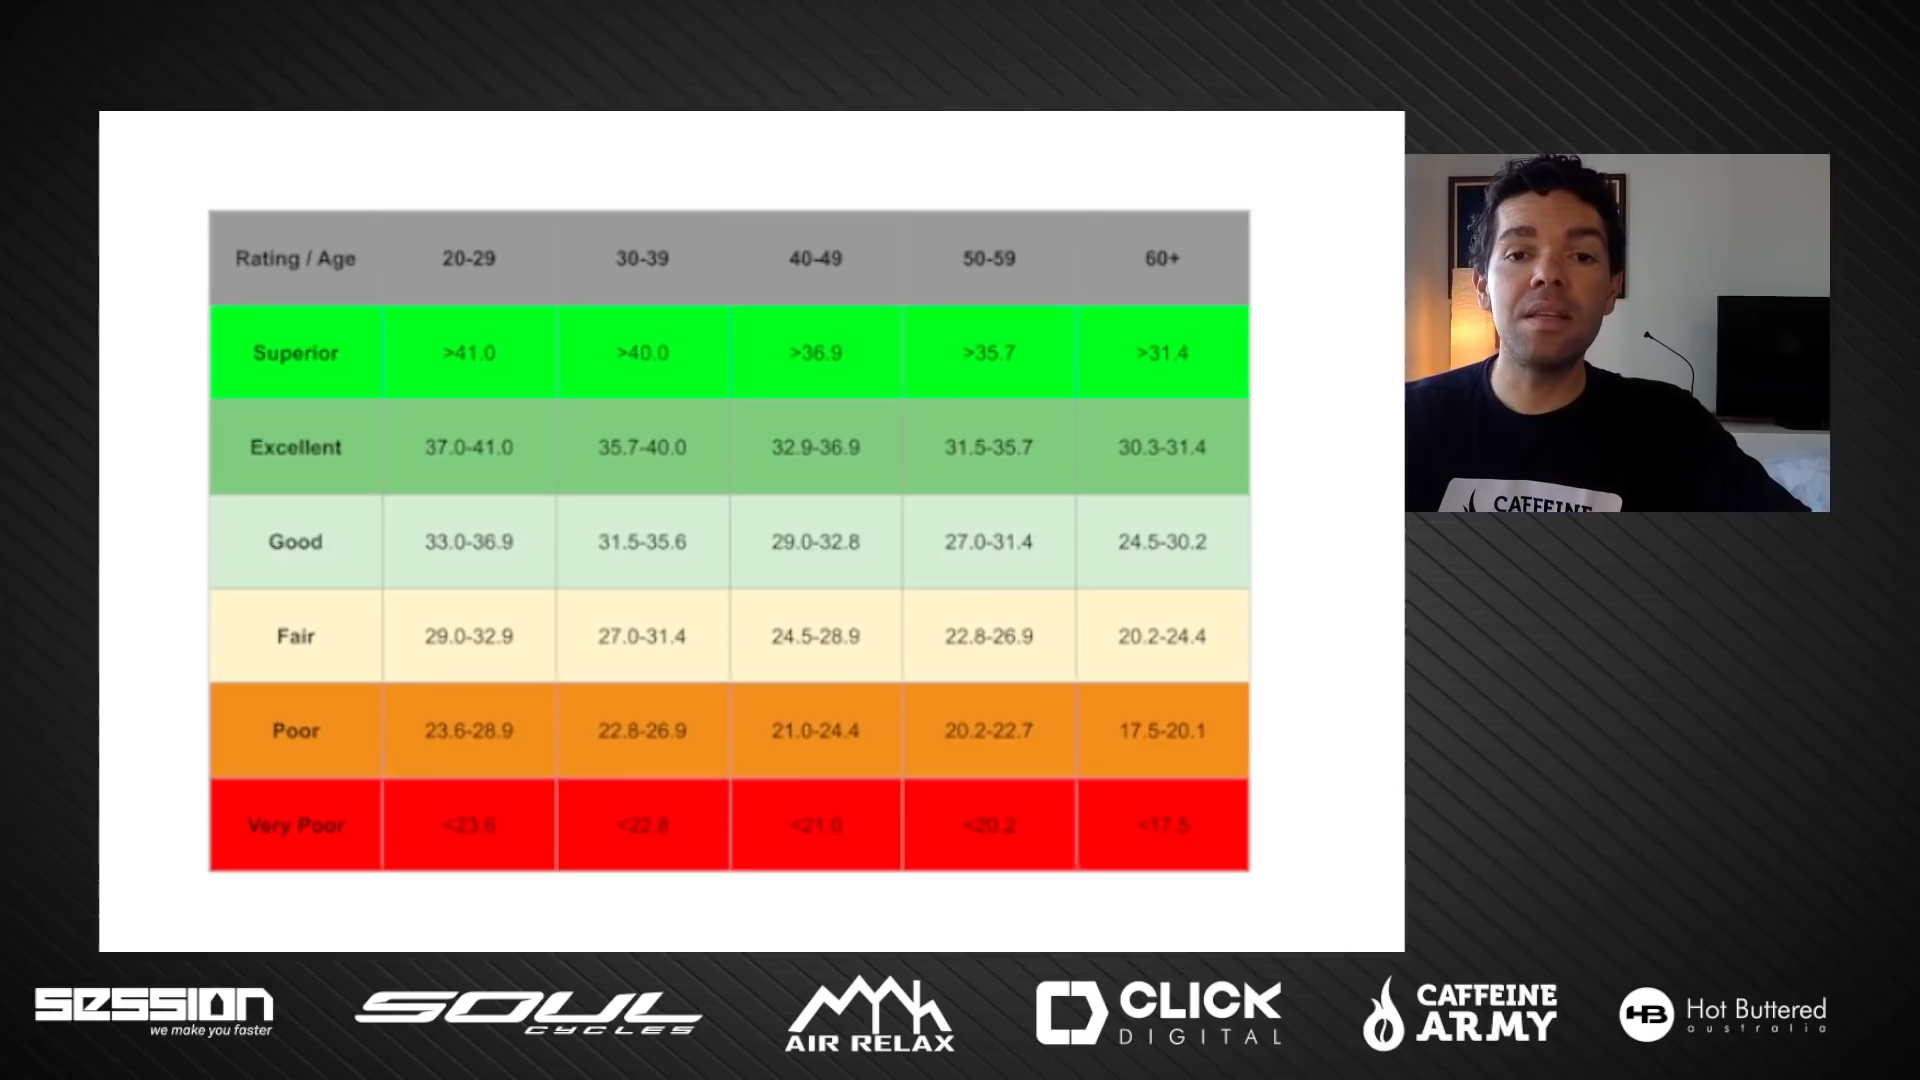 Rating / Age 20-29 30-39 40-49 50-59 60+
Superior >41.0 >40.0 >36.9 >35.7 >31.4
Excellent 37.0-41.0 35.7-40.0 32.9-36.9 31.5-35.7 30.3-31.4
Good 33.0-36.9 31.5-35.6 29.0-32.8 27.0-31.4 24.5-30.2
Fair 29.0-32.9 27.0-31.4 24.5-28.9 22.8-26.9 20.2-24.4
Poor 23.6-28.9 22.8-26.9 21.0-24.4 20.2-22.7 17.5-20.1
Very Poor <23.6 <22.8 <21.0 <20.2 <17.5
CAFFEINE
SESSION
we make you faster
SOUL
CYCLES
AIR RELAX
CLICK
DIGITAL
CAFFEINE
ARMY
HB
Hot Buttered
australia